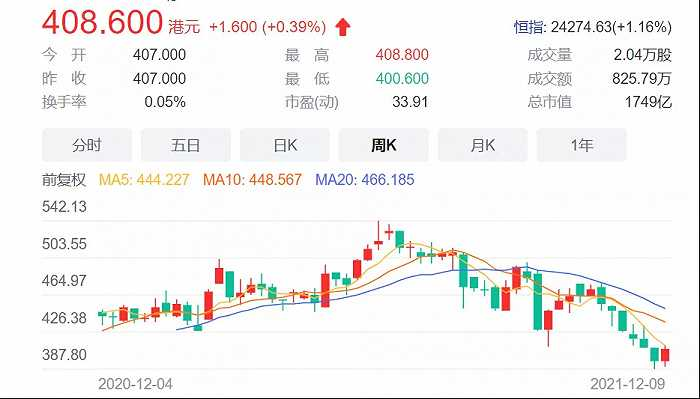 408.600 港元 +1.600 (+0.39%) 恒指: 24274.63(+1.16%)
今开 407.000 最高 408.800 成交量 2.04万股
昨收 407.000 最低 400.600 成交额 825.79万
换手率 0.05% 市盈(动) 33.91 总市值 1749亿
分时 五日 日K 周K 月K 1年
前复权 MA5: 444.227 MA10: 448.567 MA20: 466.185
542.13
503.55
464.97
426.38
387.80
2020-12-04 2021-12-09